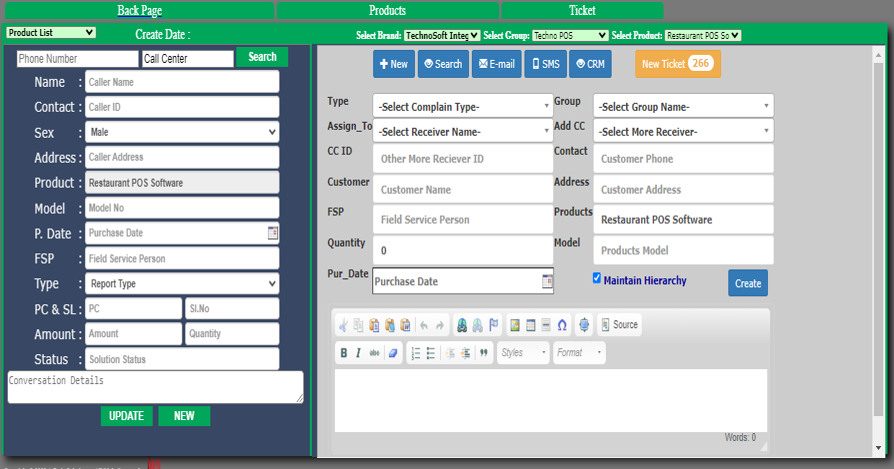 Back Page Products Ticket
Product List Create Date : Select Brand: TechnoSoft Integ Select Group: Techno POS Select Product: Restaurant POS So
Phone Number Call Center Search
Name : Caller Name
Contact : Caller ID
Sex : Male
Address : Caller Address
Product : Restaurant POS Software
Model : Model No
P. Date : Purchase Date
FSP : Field Service Person
Type : Report Type
PC & SL : PC Sl.No
Amount : Amount Quantity
Status : Solution Status
Conversation Details
UPDATE NEW
New Search E-mail SMS CRM New Ticket 266
Type -Select Complain Type- Group -Select Group Name-
Assign_To -Select Receiver Name- Add CC -Select More Receiver-
CC ID Other More Reciever ID Contact Customer Phone
Customer Customer Name Address Customer Address
FSP Field Service Person Products Restaurant POS Software
Quantity 0 Model Products Model
Pur_Date Purchase Date Maintain Hierarchy Create
Source
B I abc Styles Format
Words: 0